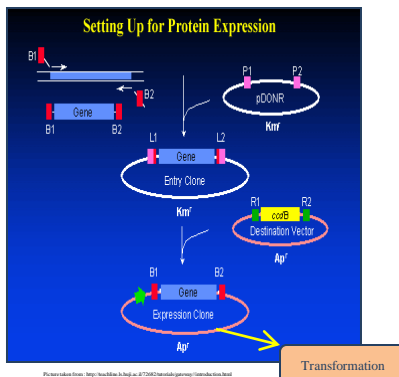 Setting Up for Protein Expression
B1
B2
P1 P2
pDONR
Kmr
Gene
B1 B2
L1 L2
Gene
Entry Clone
Kmr
R1 R2
ccdB
Destination Vector
Apr
B1 B2
Gene
Expression Clone
Apr
Transformation